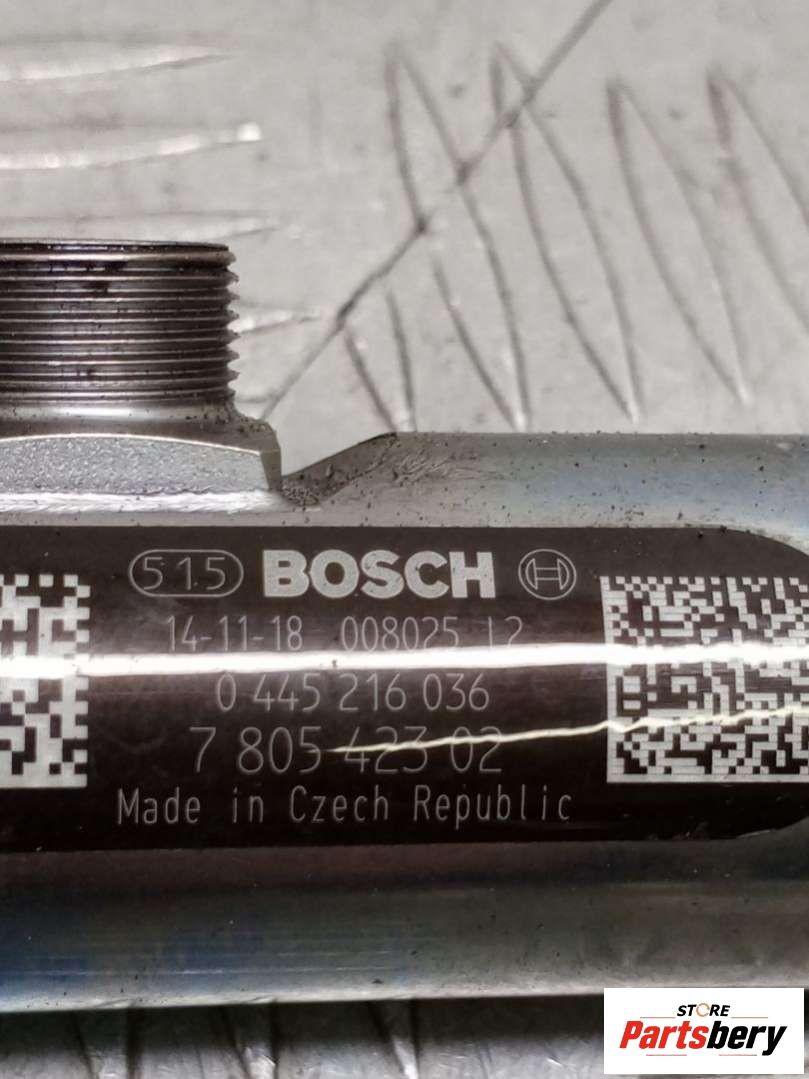 515 BOSCH
14-11-18 008025 L2
0 445 216 036
7 805 423 02
Made in Czech Republic
STORE
Partsbery